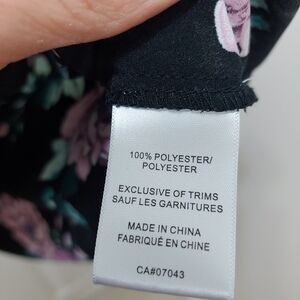 100% POLYESTER/
POLYESTER
EXCLUSIVE OF TRIMS
SAUF LES GARNITURES
MADE IN CHINA
FABRIQUÉ EN CHINE
CA#07043